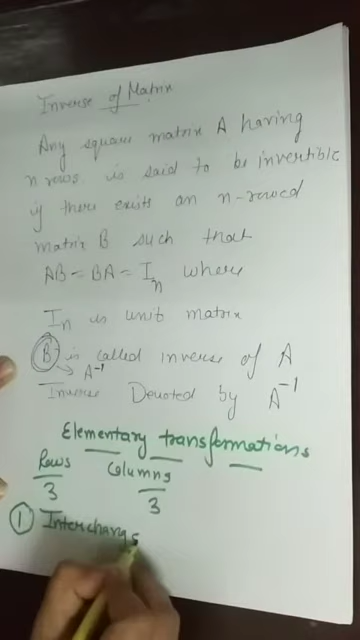 Inverse of Matrix
Any square matrix A having
n rows is said to be invertible
if there exists an n-rowed
matrix B such that
AB = BA = In where
In is unit matrix
B is called inverse of A
→ A⁻¹
Inverse Denoted by A⁻¹
Elementary transformations
Rows Columns
3 3
① Interchang